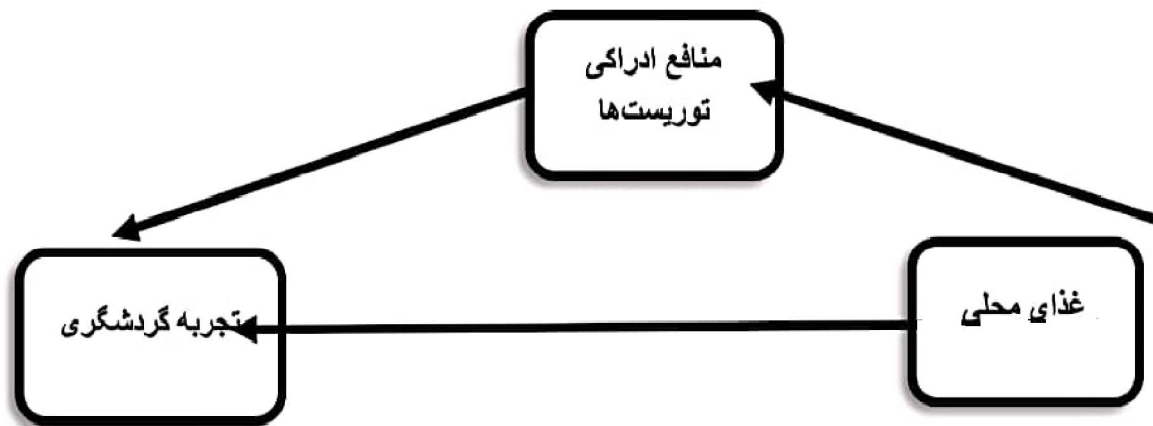 منافع ادراکی
توریست‌ها
غذای محلی
تجربه گردشگری